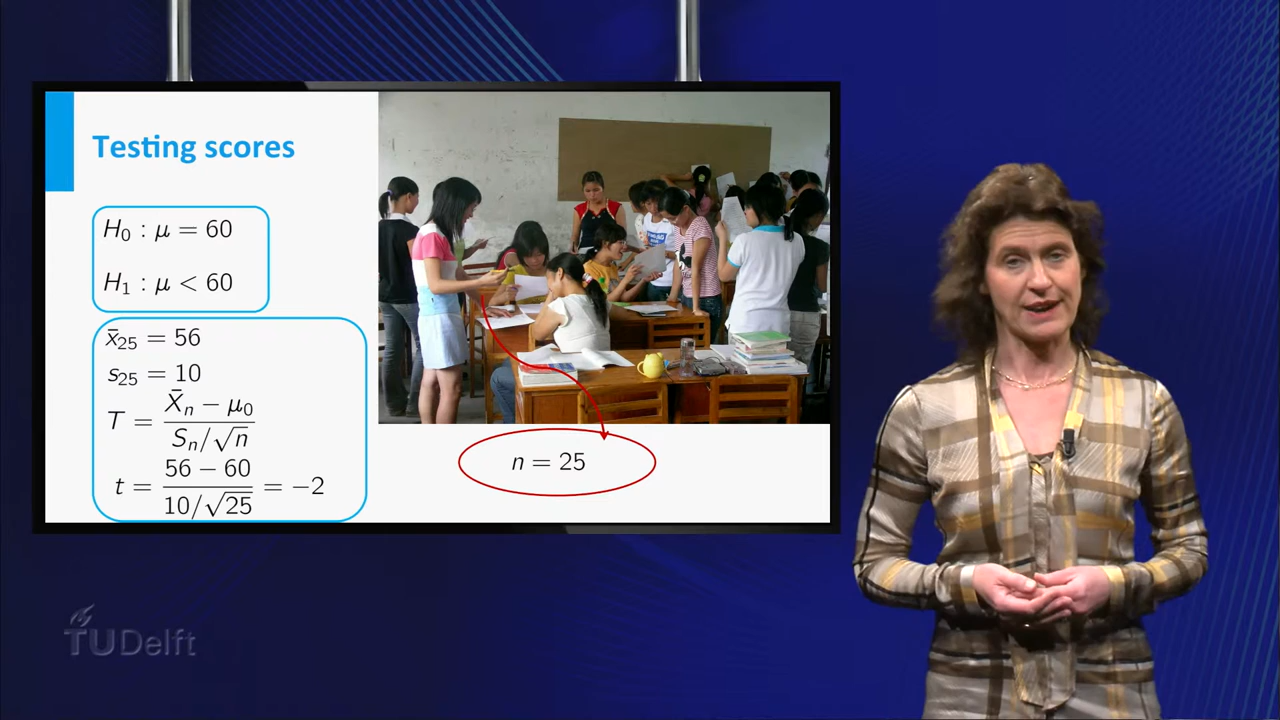 Testing scores
H₀ : μ = 60
H₁ : μ < 60
x̄₂₅ = 56
s₂₅ = 10
T = (X̄ₙ − μ₀) / (Sₙ/√n)
t = (56 − 60) / (10/√25) = −2
n = 25
TUDelft